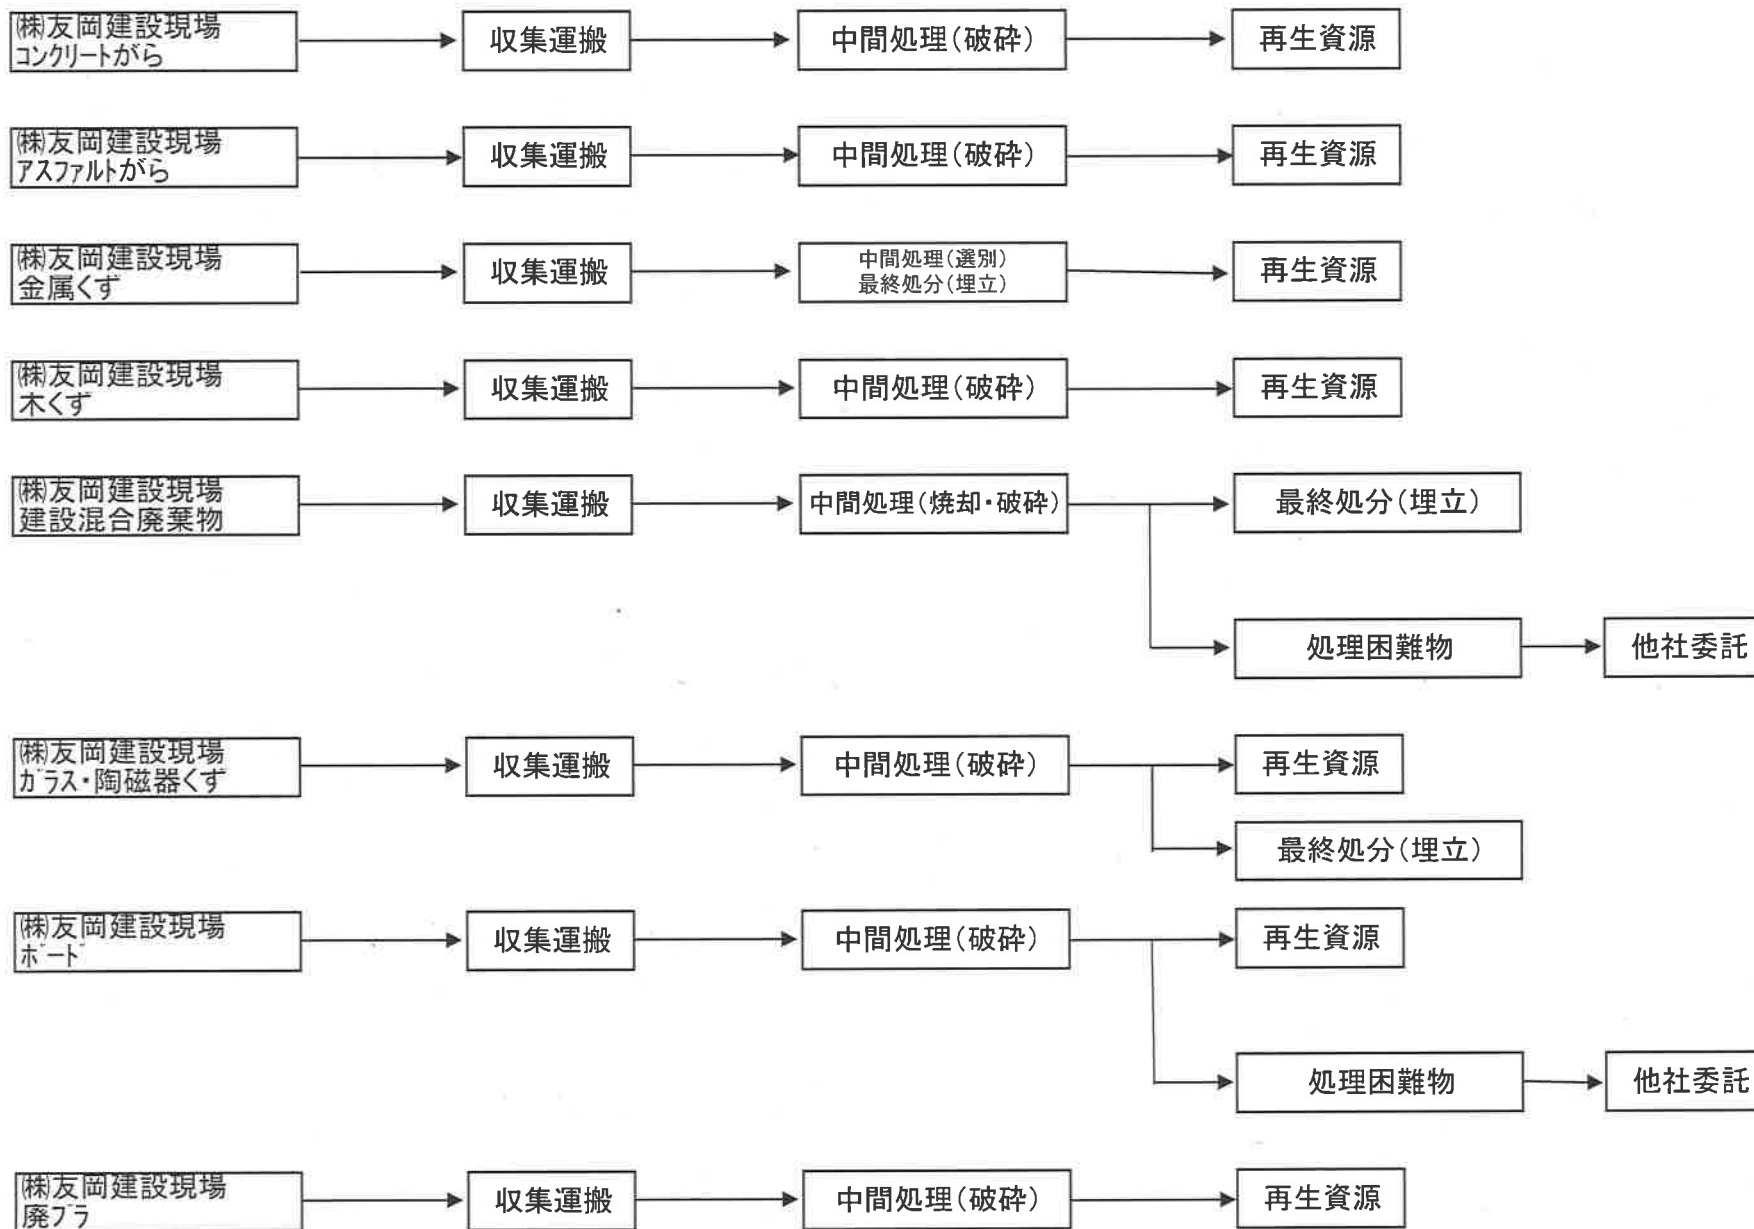 ㈱友岡建設現場
コンクリートがら
収集運搬
中間処理(破砕)
再生資源
㈱友岡建設現場
アスファルトがら
収集運搬
中間処理(破砕)
再生資源
㈱友岡建設現場
金属くず
収集運搬
中間処理(選別)
最終処分(埋立)
再生資源
㈱友岡建設現場
木くず
収集運搬
中間処理(破砕)
再生資源
㈱友岡建設現場
建設混合廃棄物
収集運搬
中間処理(焼却・破砕)
最終処分(埋立)
処理困難物
他社委託
㈱友岡建設現場
ガラス・陶磁器くず
収集運搬
中間処理(破砕)
再生資源
最終処分(埋立)
㈱友岡建設現場
ボード
収集運搬
中間処理(破砕)
再生資源
処理困難物
他社委託
㈱友岡建設現場
廃プラ
収集運搬
中間処理(破砕)
再生資源